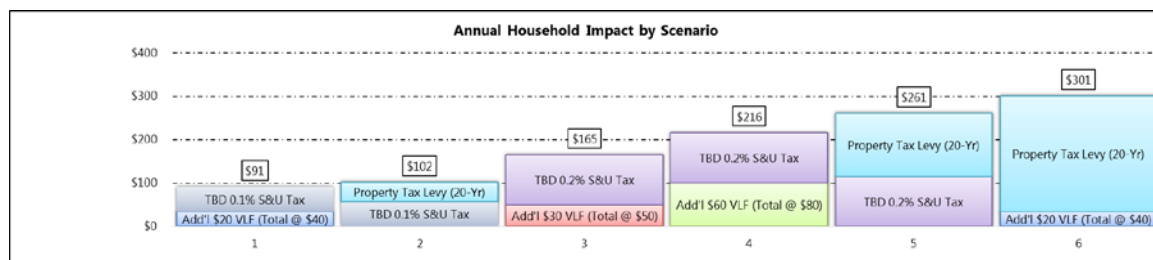 Annual Household Impact by Scenario
$400
$300
$200
$100
$0
$91
TBD 0.1% S&U Tax
Add'l $20 VLF (Total @ $40)
$102
Property Tax Levy (20-Yr)
TBD 0.1% S&U Tax
$165
TBD 0.2% S&U Tax
Add'l $30 VLF (Total @ $50)
$216
TBD 0.2% S&U Tax
Add'l $60 VLF (Total @ $80)
$261
Property Tax Levy (20-Yr)
TBD 0.2% S&U Tax
$301
Property Tax Levy (20-Yr)
Add'l $20 VLF (Total @ $40)
1
2
3
4
5
6